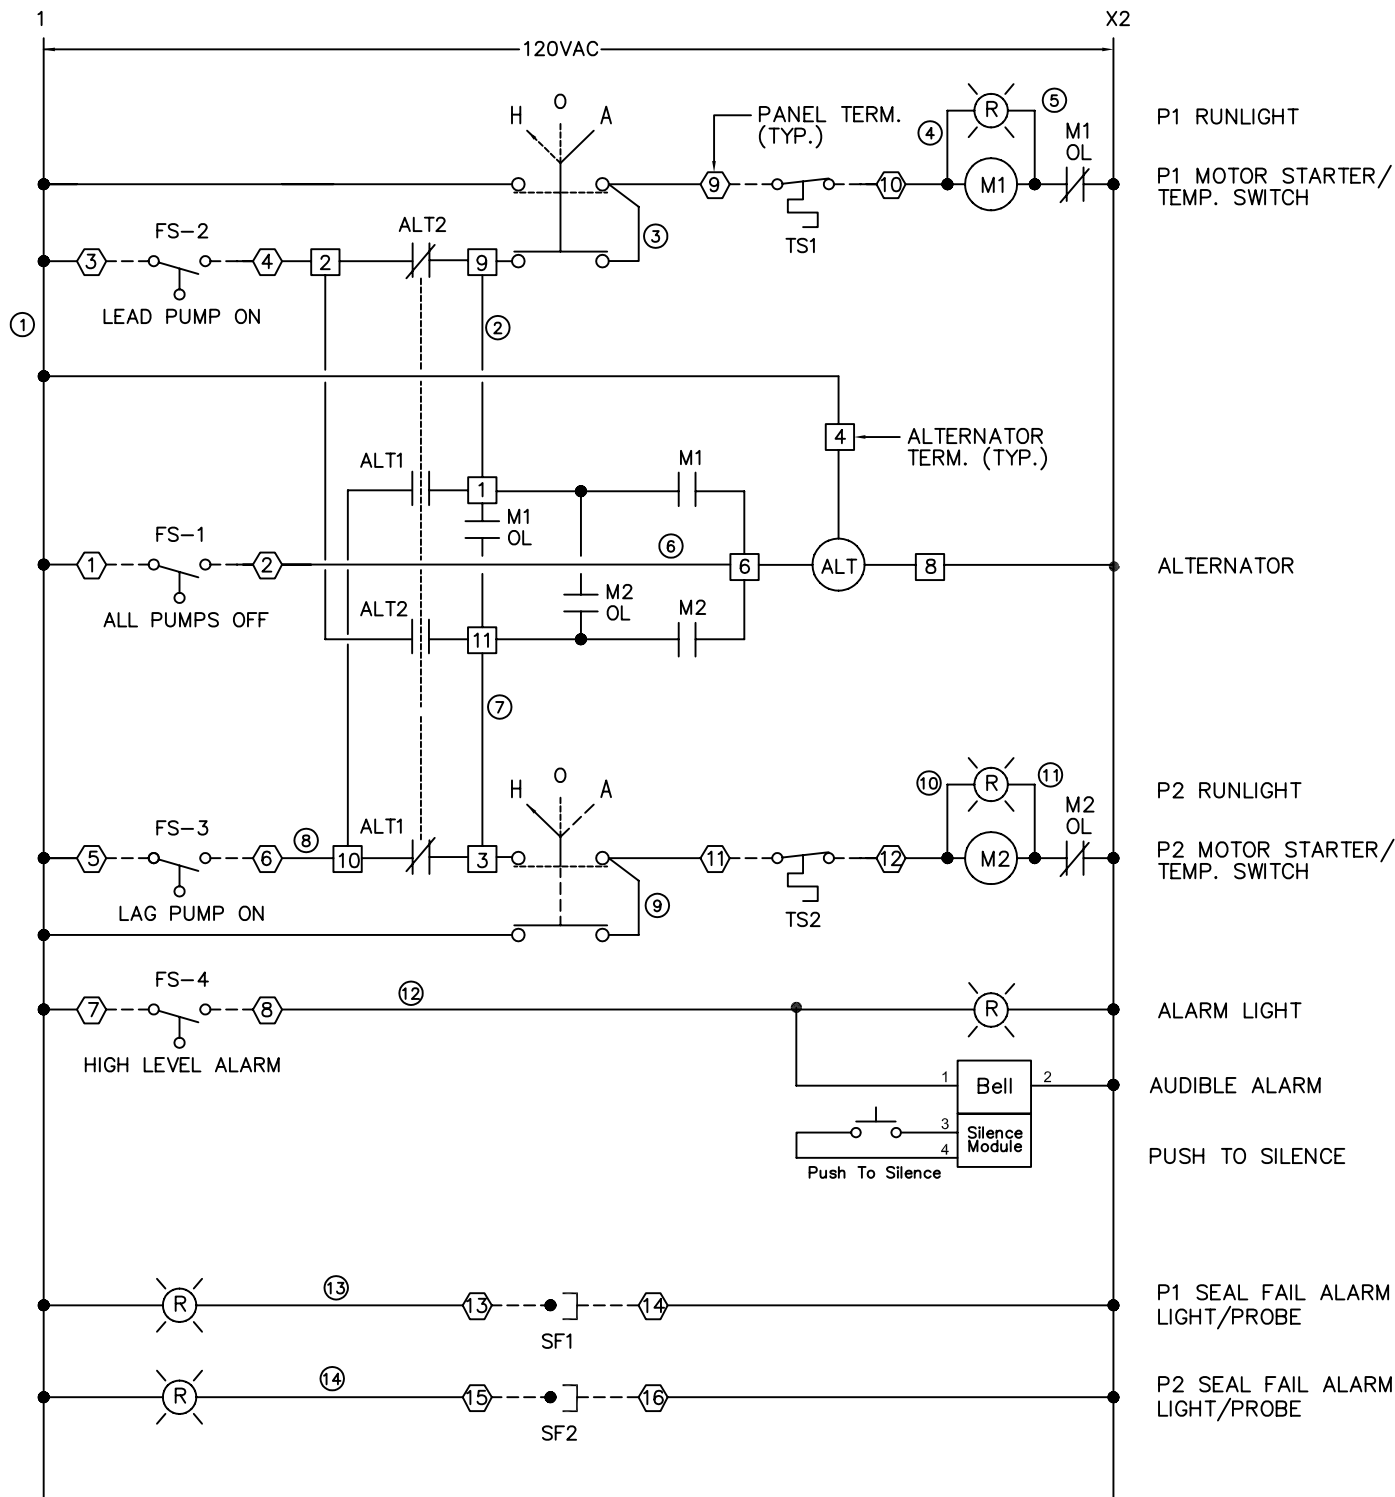 1
X2
120VAC
H
O
A
PANEL TERM.
(TYP.)
4
R
5
M1
OL
P1 RUNLIGHT
9
10
M1
P1 MOTOR STARTER/
TEMP. SWITCH
TS1
3
FS-2
ALT2
3
4
2
9
LEAD PUMP ON
1
2
4
ALTERNATOR
TERM. (TYP.)
ALT1
1
M1
M1
OL
FS-1
1
2
6
6
ALT
8
ALTERNATOR
ALL PUMPS OFF
ALT2
M2
OL
M2
11
7
H
O
A
10
R
11
M2
OL
P2 RUNLIGHT
FS-3
8
ALT1
5
6
10
3
11
12
M2
P2 MOTOR STARTER/
TEMP. SWITCH
LAG PUMP ON
9
TS2
FS-4
12
7
8
R
ALARM LIGHT
HIGH LEVEL ALARM
1
Bell
2
AUDIBLE ALARM
3
4
Silence
Module
PUSH TO SILENCE
Push To Silence
R
13
13
14
SF1
P1 SEAL FAIL ALARM
LIGHT/PROBE
R
14
15
16
SF2
P2 SEAL FAIL ALARM
LIGHT/PROBE